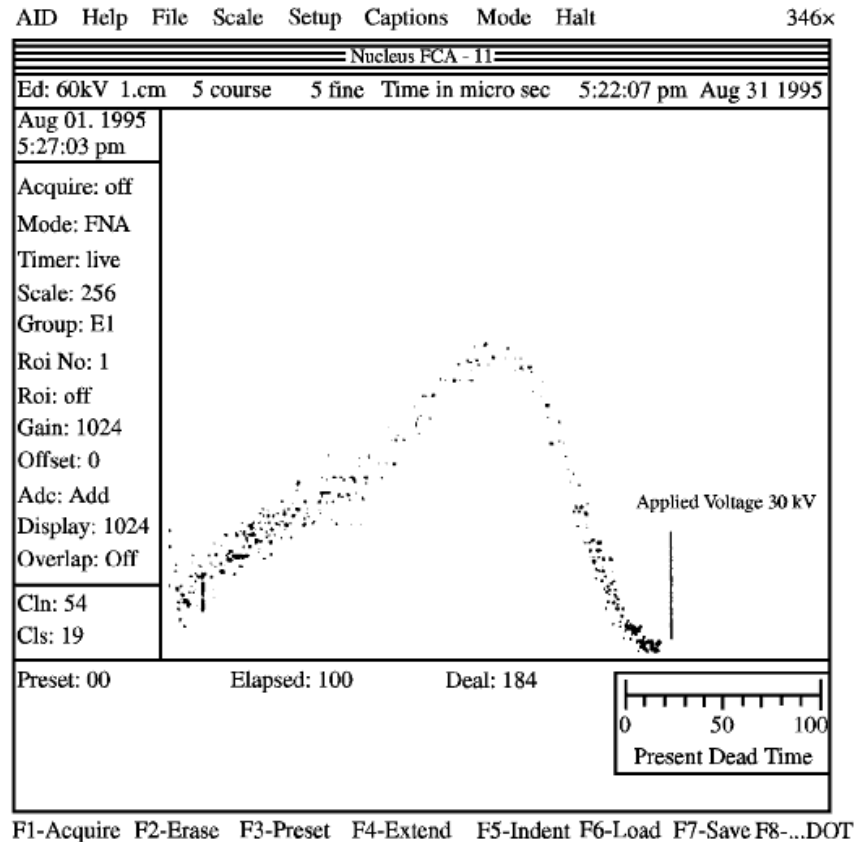 AID Help File Scale Setup Captions Mode Halt 346×
Nucleus FCA - 11
Ed: 60kV 1.cm 5 course 5 fine Time in micro sec 5:22:07 pm Aug 31 1995
Aug 01. 1995
5:27:03 pm
Acquire: off
Mode: FNA
Timer: live
Scale: 256
Group: E1
Roi No: 1
Roi: off
Gain: 1024
Offset: 0
Adc: Add
Display: 1024
Overlap: Off
Cln: 54
Cls: 19
Applied Voltage 30 kV
Preset: 00 Elapsed: 100 Deal: 184
0 50 100
Present Dead Time
F1-Acquire F2-Erase F3-Preset F4-Extend F5-Indent F6-Load F7-Save F8-...DOT